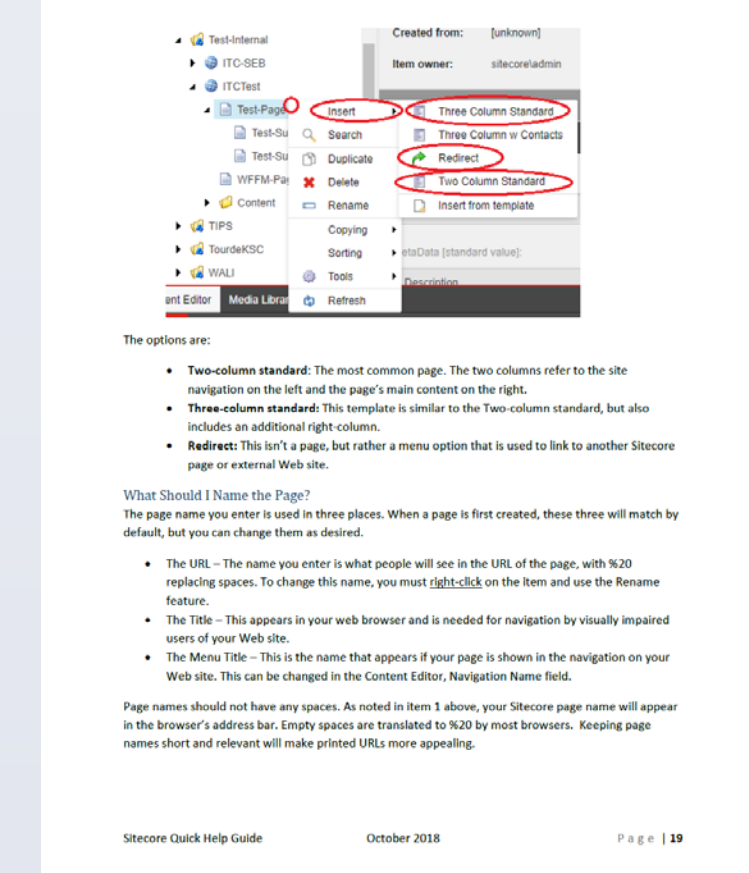 Test-Internal
Created from: [unknown]
ITC-SEB
Item owner: sitecore\admin
ITCTest
Test-Page
Insert
Three Column Standard
Test-Su
Search
Three Column w Contacts
Test-Su
Duplicate
Redirect
WFFM-Pa
Delete
Two Column Standard
Content
Rename
Insert from template
TIPS
Copying
TourdeKSC
Sorting
etaData [standard value]:
WALI
Tools
Description
ent Editor
Media Librar
Refresh
The options are:
• Two-column standard: The most common page. The two columns refer to the site
navigation on the left and the page's main content on the right.
• Three-column standard: This template is similar to the Two-column standard, but also
includes an additional right-column.
• Redirect: This isn't a page, but rather a menu option that is used to link to another Sitecore
page or external Web site.
What Should I Name the Page?
The page name you enter is used in three places. When a page is first created, these three will match by
default, but you can change them as desired.
• The URL – The name you enter is what people will see in the URL of the page, with %20
replacing spaces. To change this name, you must right-click on the item and use the Rename
feature.
• The Title – This appears in your web browser and is needed for navigation by visually impaired
users of your Web site.
• The Menu Title – This is the name that appears if your page is shown in the navigation on your
Web site. This can be changed in the Content Editor, Navigation Name field.
Page names should not have any spaces. As noted in item 1 above, your Sitecore page name will appear
in the browser's address bar. Empty spaces are translated to %20 by most browsers. Keeping page
names short and relevant will make printed URLs more appealing.
Sitecore Quick Help Guide October 2018 Page | 19